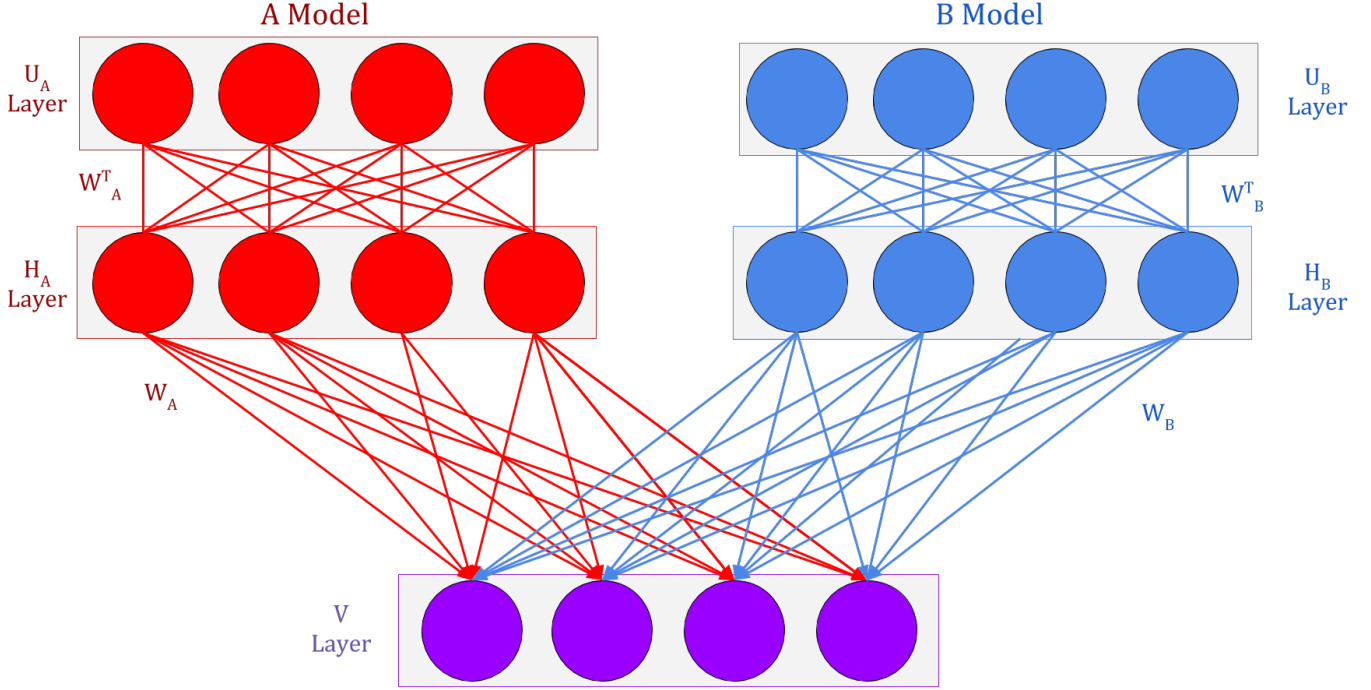 A Model
B Model
U_A
Layer
U_B
Layer
W^T_A
W^T_B
H_A
Layer
H_B
Layer
W_A
W_B
V
Layer